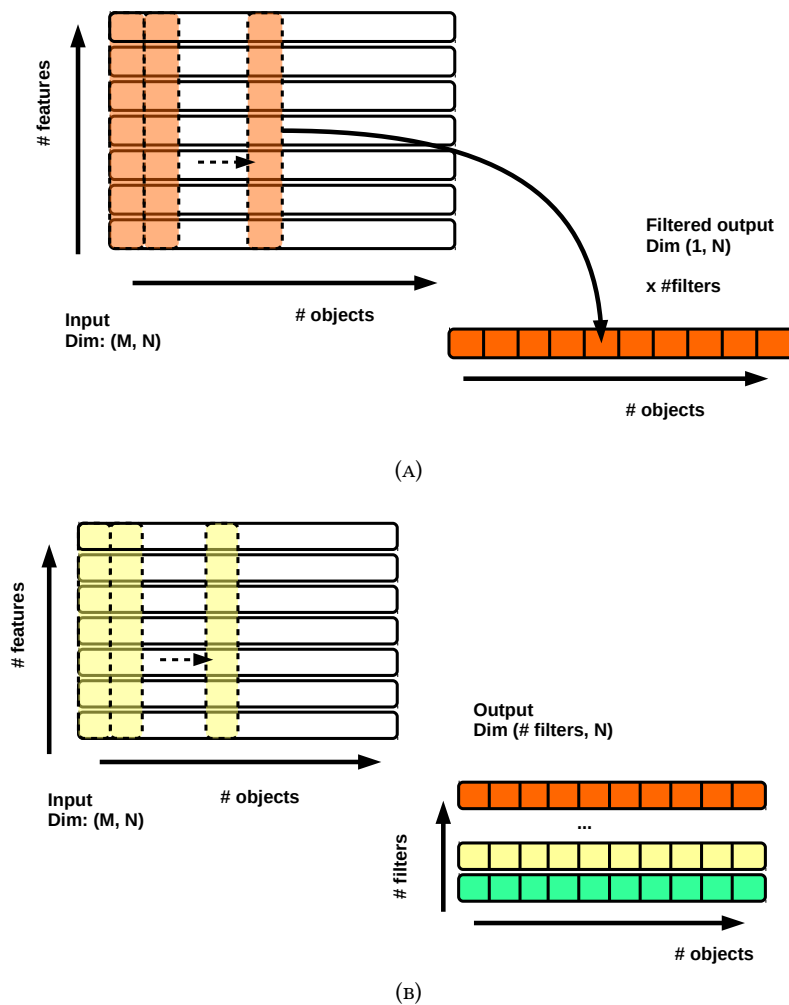 # features
Filtered output
Dim (1, N)
x #filters
# objects
Input
Dim: (M, N)
# objects
(A)
# features
Output
Dim (# filters, N)
# objects
Input
Dim: (M, N)
...
# filters
# objects
(B)